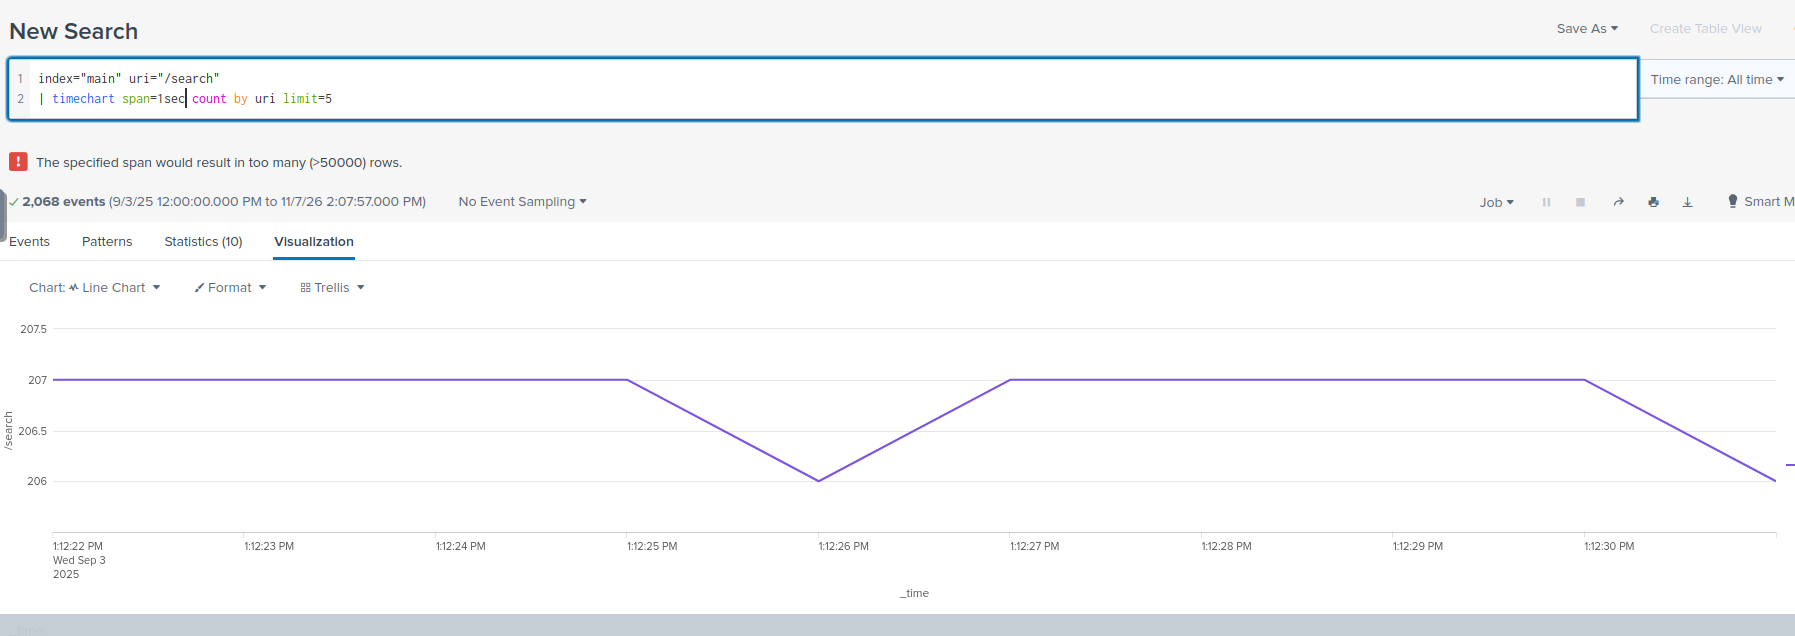 New Search
Save As
Create Table View
1 index="main" uri="/search"
2 | timechart span=1sec count by uri limit=5
Time range: All time
The specified span would result in too many (>50000) rows.
2,068 events (9/3/25 12:00:00.000 PM to 11/7/26 2:07:57.000 PM)
No Event Sampling
Job
Smart M
Events
Patterns
Statistics (10)
Visualization
Chart: Line Chart
Format
Trellis
207.5
207
206.5
206
/search
1:12:22 PM
Wed Sep 3
2025
1:12:23 PM
1:12:24 PM
1:12:25 PM
1:12:26 PM
1:12:27 PM
1:12:28 PM
1:12:29 PM
1:12:30 PM
_time